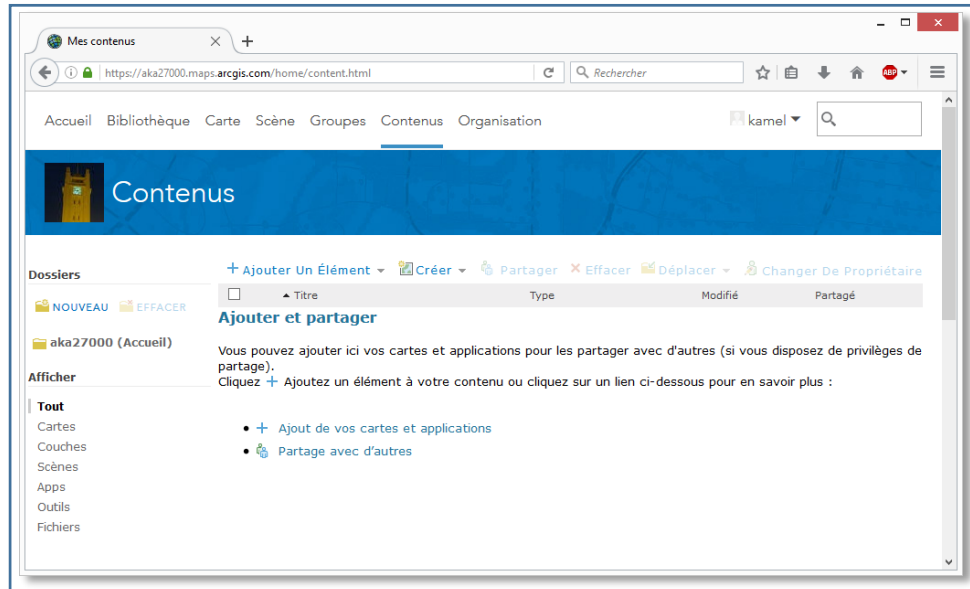 Mes contenus
https://aka27000.maps.arcgis.com/home/content.html
Rechercher
ABP
Accueil Bibliothèque Carte Scène Groupes Contenus Organisation
kamel
Contenus
Dossiers
NOUVEAU EFFACER
aka27000 (Accueil)
Afficher
Tout
Cartes
Couches
Scènes
Apps
Outils
Fichiers
+ Ajouter Un Élément Créer Partager Effacer Déplacer Changer De Propriétaire
Titre Type Modifié Partagé
Ajouter et partager
Vous pouvez ajouter ici vos cartes et applications pour les partager avec d'autres (si vous disposez de privilèges de
partage).
Cliquez + Ajoutez un élément à votre contenu ou cliquez sur un lien ci-dessous pour en savoir plus :
• + Ajout de vos cartes et applications
• Partage avec d'autres